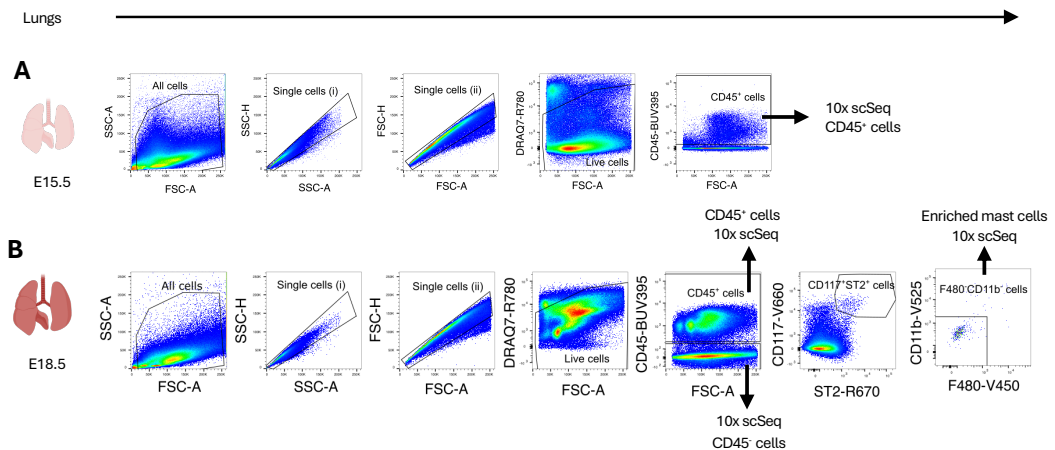 Lungs
A
All cells
Single cells (i)
Single cells (ii)
Live cells
CD45⁺ cells
SSC-A
SSC-H
FSC-H
DRAQ7-R780
CD45-BUV395
FSC-A
SSC-A
FSC-A
FSC-A
FSC-A
E15.5
10x scSeq
CD45⁺ cells
B
CD45⁺ cells
10x scSeq
Enriched mast cells
10x scSeq
All cells
Single cells (i)
Single cells (ii)
Live cells
CD45⁺ cells
CD117⁺ST2⁺ cells
F480⁻CD11b⁻ cells
SSC-A
SSC-H
FSC-H
DRAQ7-R780
CD45-BUV395
CD117-V660
CD11b-V525
E18.5
FSC-A
SSC-A
FSC-A
FSC-A
FSC-A
ST2-R670
F480-V450
10x scSeq
CD45⁻ cells